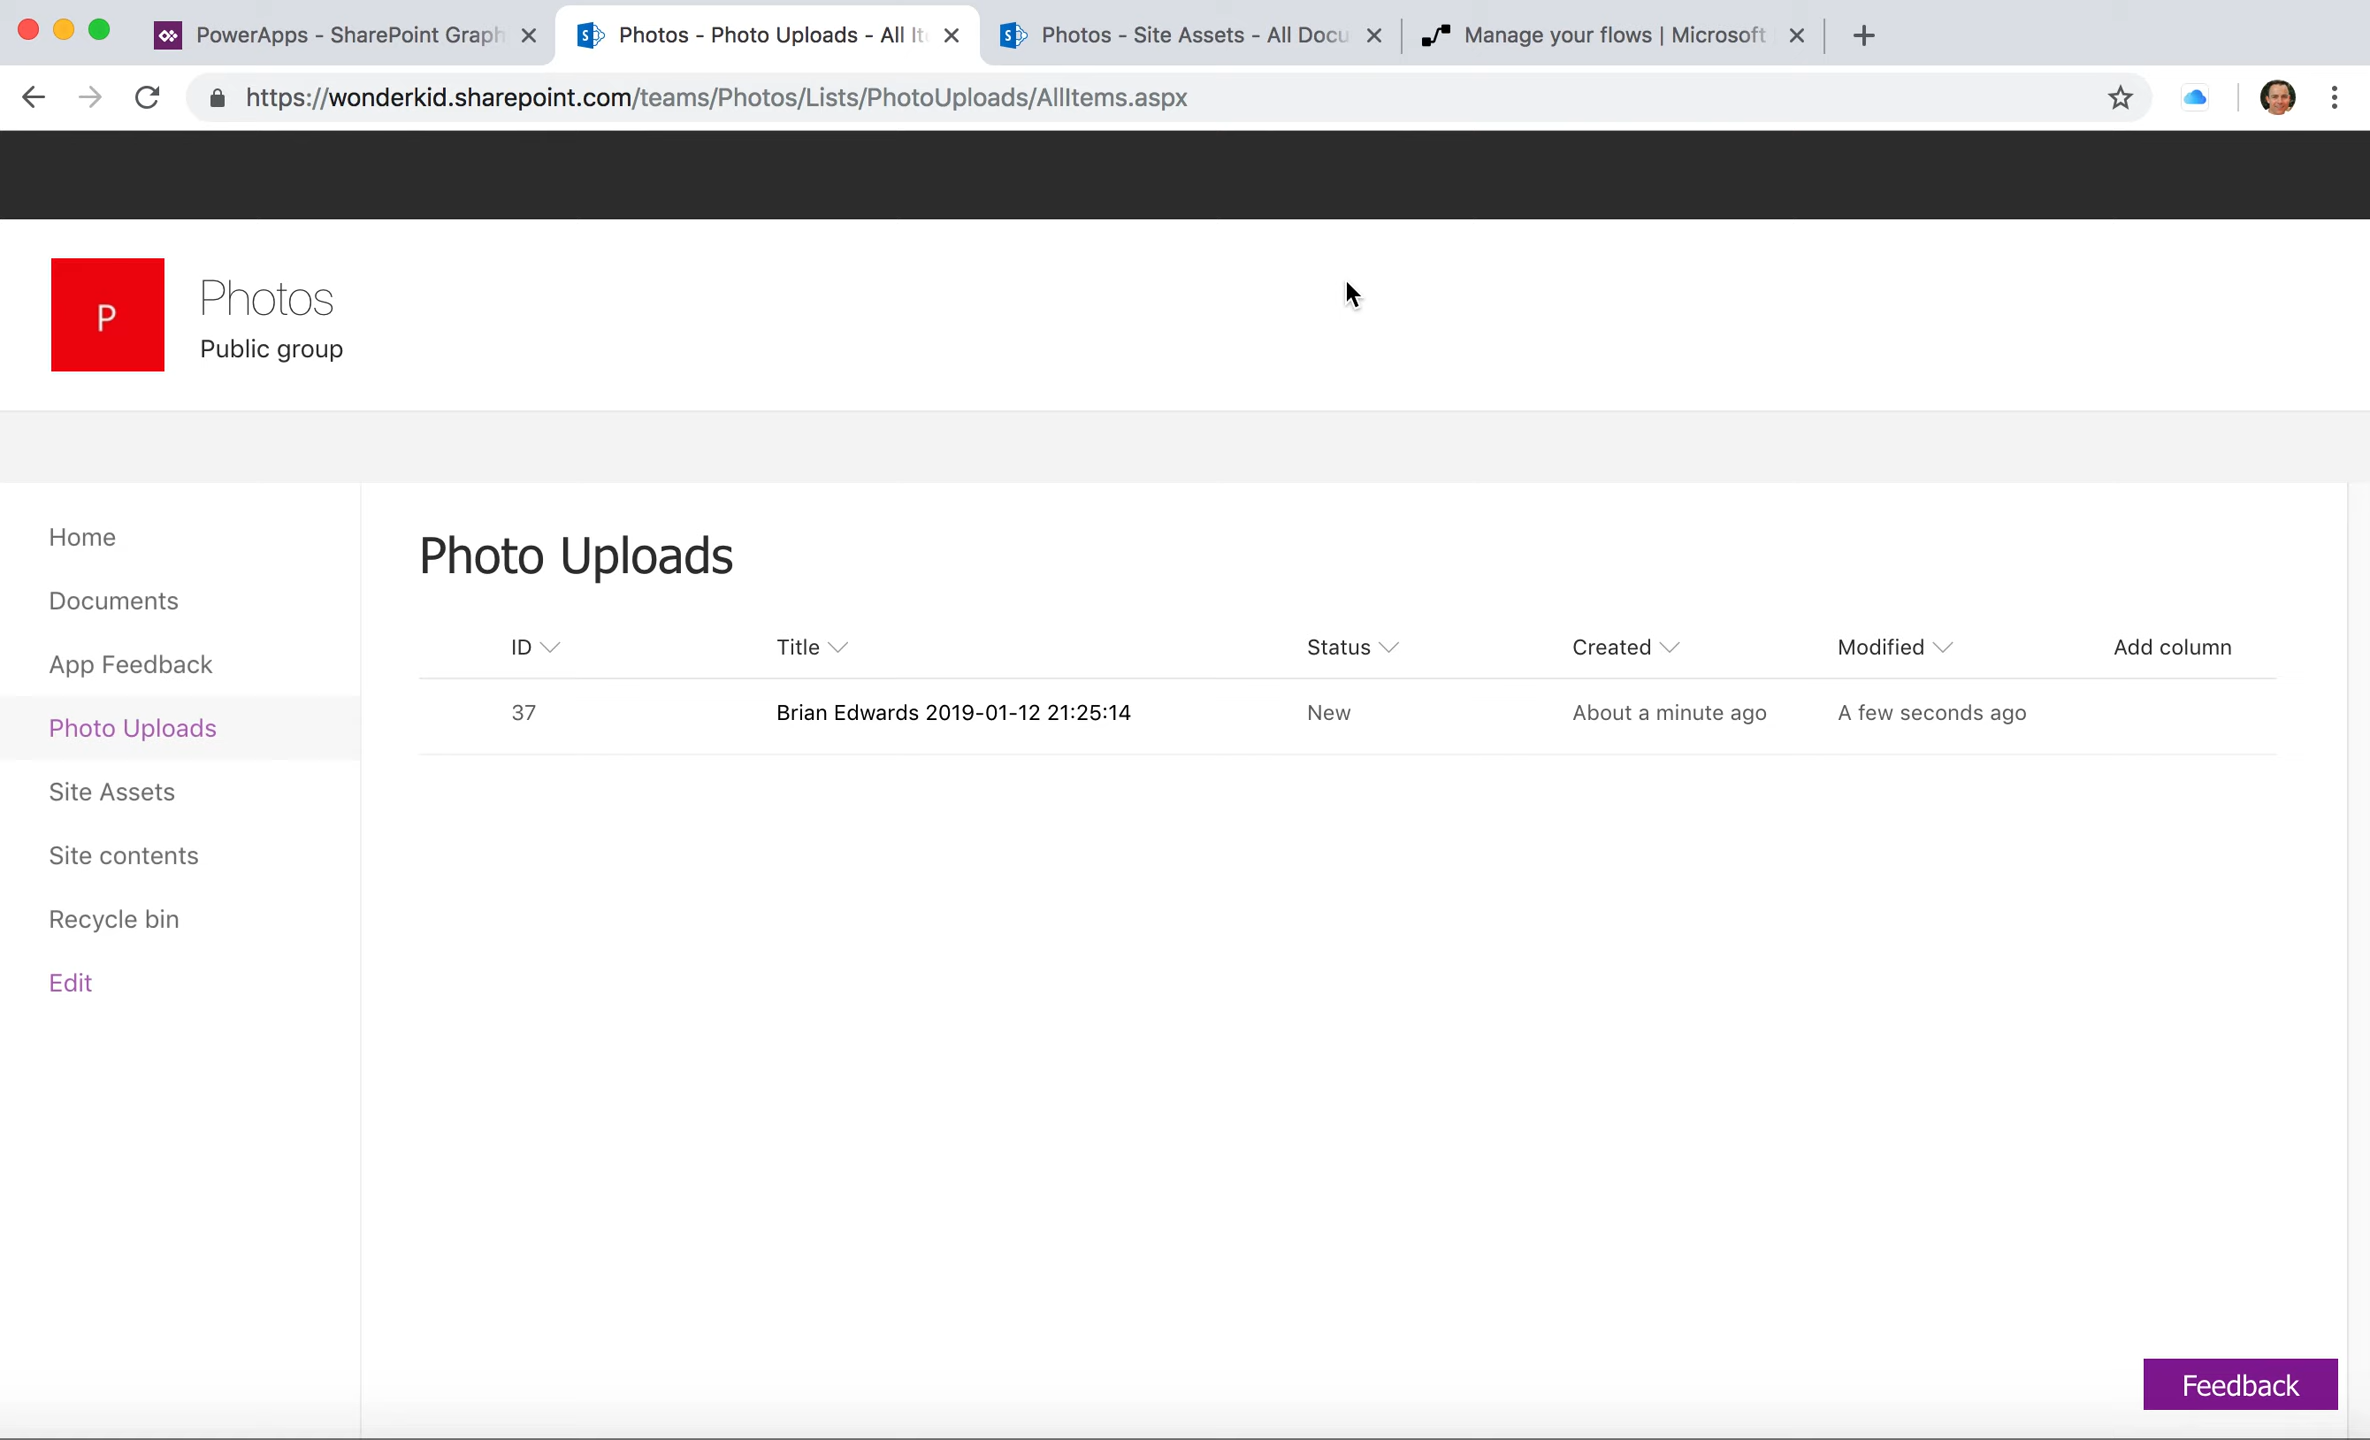 PowerApps - SharePoint Graph
Photos - Photo Uploads - All It
Photos - Site Assets - All Docu
Manage your flows | Microsoft
https://wonderkid.sharepoint.com/teams/Photos/Lists/PhotoUploads/AllItems.aspx
P
Photos
Public group
Home
Documents
App Feedback
Photo Uploads
Site Assets
Site contents
Recycle bin
Edit
Photo Uploads
ID Title Status Created Modified Add column
37 Brian Edwards 2019-01-12 21:25:14 New About a minute ago A few seconds ago
Feedback